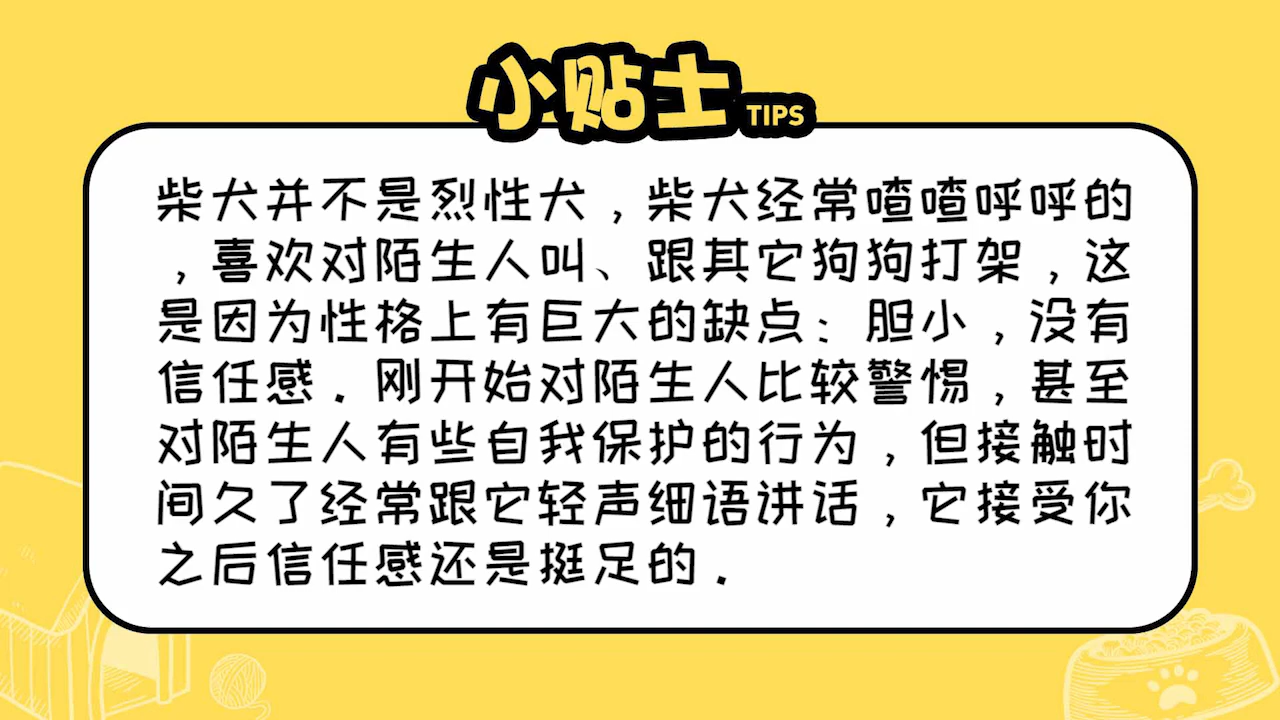 小贴士 TIPS
柴犬并不是烈性犬，柴犬经常喳喳呼呼的
，喜欢对陌生人叫、跟其它狗狗打架，这
是因为性格上有巨大的缺点：胆小，没有
信任感．刚开始对陌生人比较警惕，甚至
对陌生人有些自我保护的行为，但接触时
间久了经常跟它轻声细语讲话，它接受你
之后信任感还是挺足的．